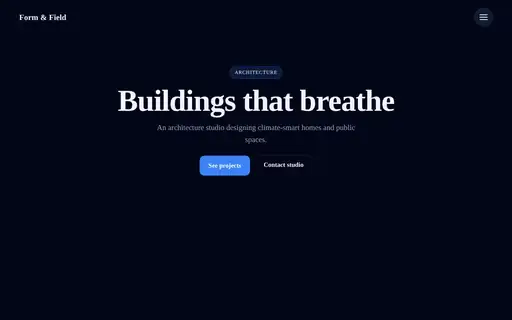 Form & Field
ARCHITECTURE
Buildings that breathe
An architecture studio designing climate-smart homes and public
spaces.
See projects
Contact studio